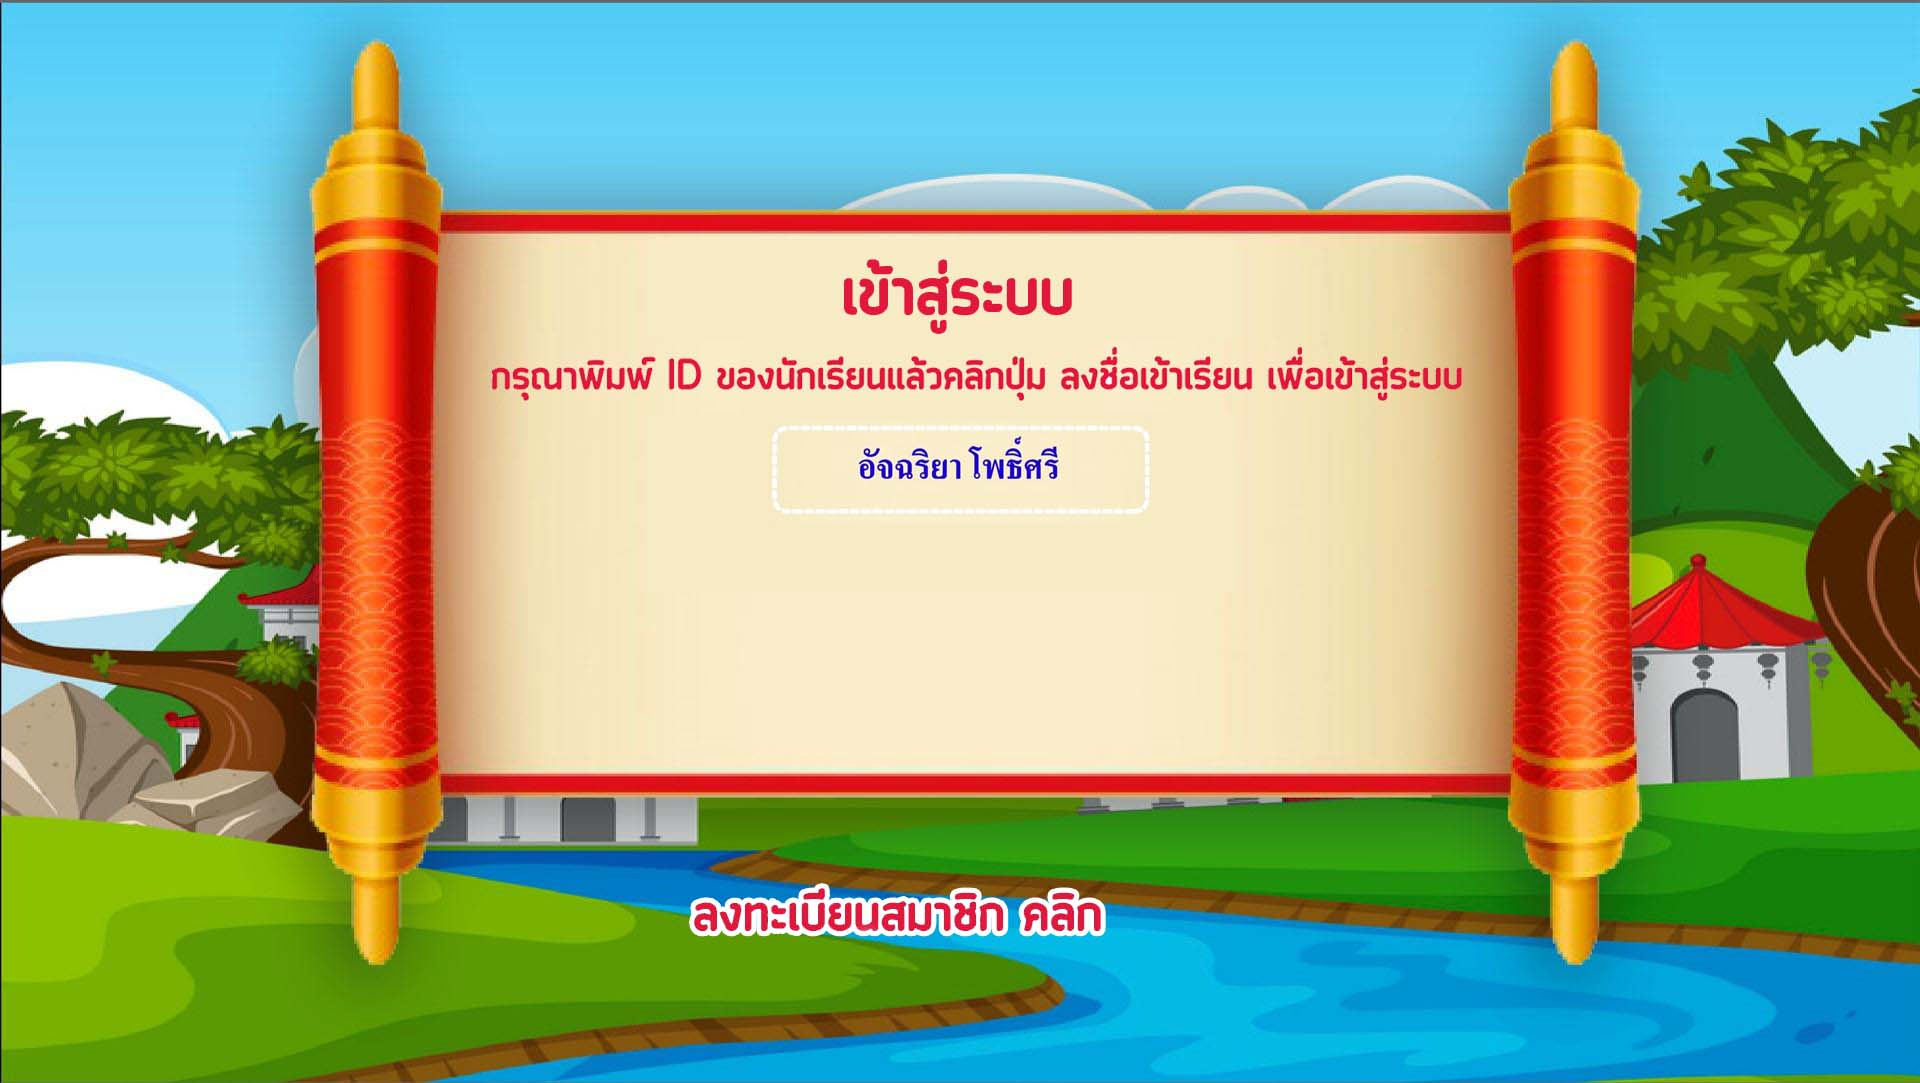 เข้าสู่ระบบ
กรุณาพิมพ์ ID ของนักเรียนแล้วคลิกปุ่ม ลงชื่อเข้าเรียน เพื่อเข้าสู่ระบบ
อัจฉริยา โพธิ์ศรี
ลงทะเบียนสมาชิก คลิก